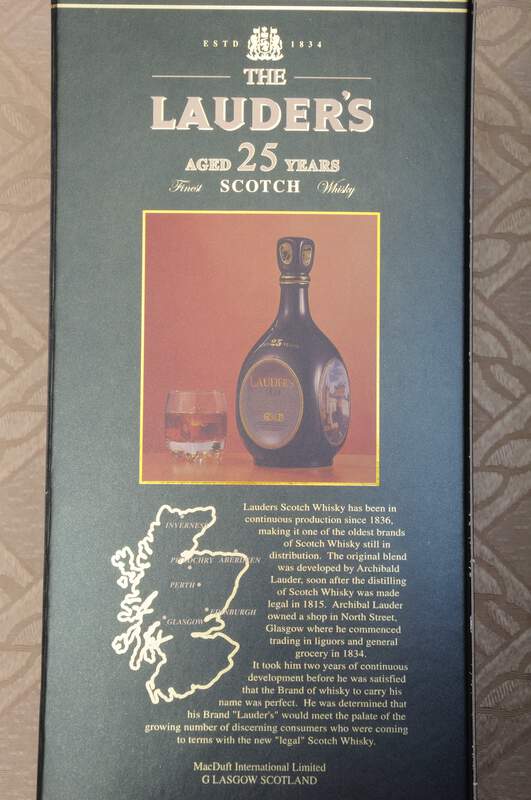 ESTD 1834
THE
LAUDER'S
AGED 25 YEARS
Finest SCOTCH Whisky
25
LAUDER'S
INVERNESS
PITLOCHRY ABERDEEN
PERTH
EDINBURGH
GLASGOW
Lauders Scotch Whisky has been in
continuous production since 1836,
making it one of the oldest brands
of Scotch Whisky still in
distribution. The original blend
was developed by Archibald
Lauder, soon after the distilling
of Scotch Whisky was made
legal in 1815. Archibal Lauder
owned a shop in North Street,
Glasgow where he commenced
trading in liguors and general
grocery in 1834.
It took him two years of continuous
development before he was satisfied
that the Brand of whisky to carry his
name was perfect. He was determined that
his Brand "Lauder's" would meet the palate of the
growing number of discerning consumers who were coming
to terms with the new "legal" Scotch Whisky.
MacDuft International Limited
G LASGOW SCOTLAND